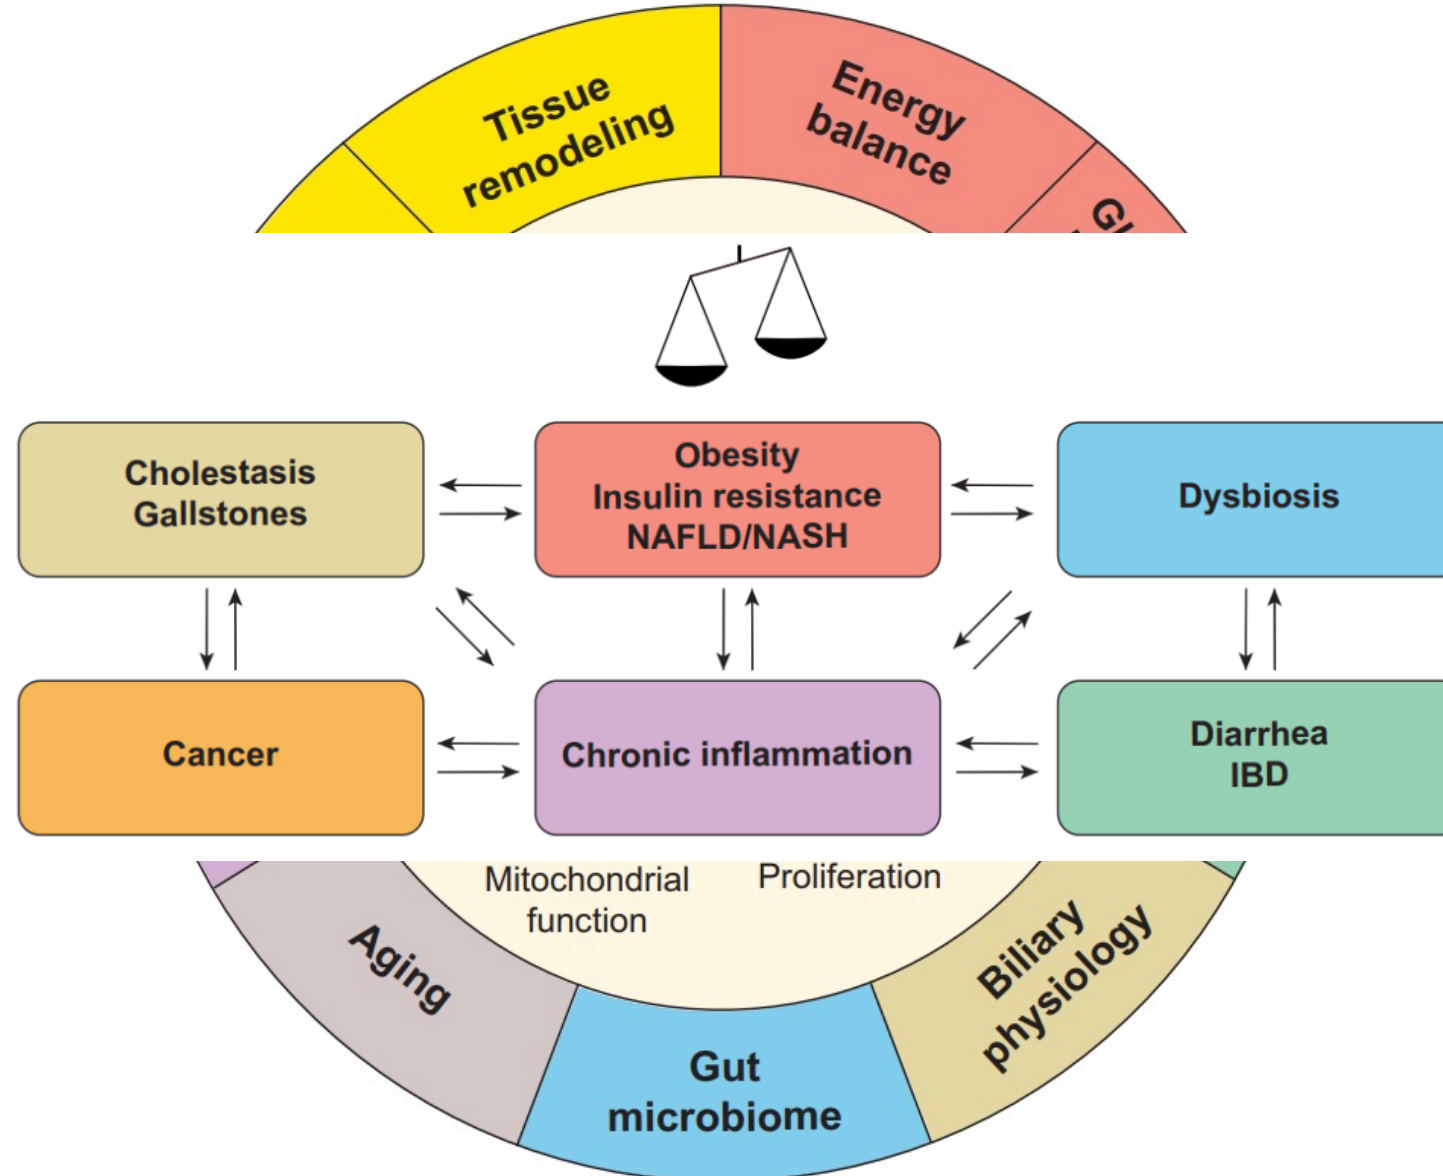 Tissue
remodeling
Energy
balance
Cholestasis
Gallstones
Obesity
Insulin resistance
NAFLD/NASH
Dysbiosis
Cancer
Chronic inflammation
Diarrhea
IBD
Mitochondrial
function
Proliferation
Aging
Gut
microbiome
Biliary
physiology